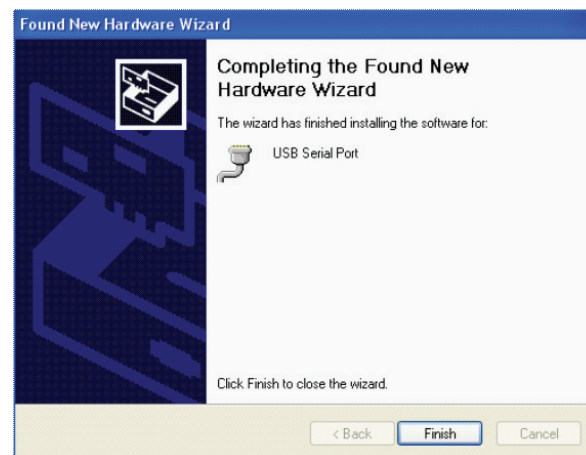 Found New Hardware Wizard
Completing the Found New
Hardware Wizard
The wizard has finished installing the software for:
USB Serial Port
Click Finish to close the wizard.
< Back
Finish
Cancel